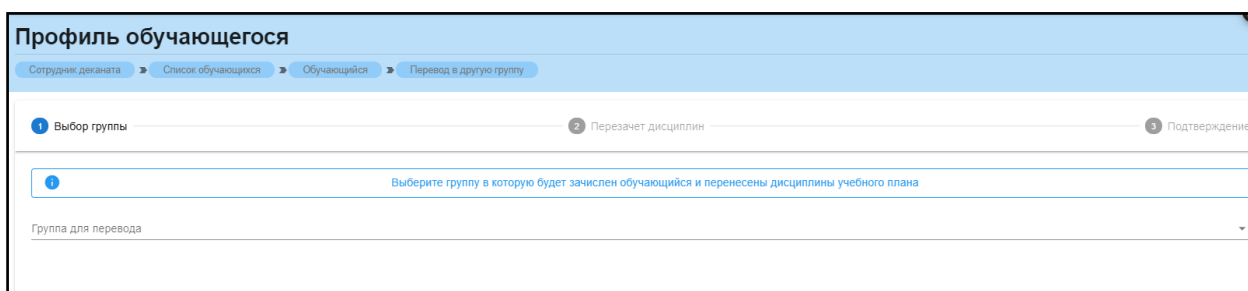 Профиль обучающегося
Сотрудник деканата Список обучающихся Обучающийся Перевод в другую группу
1 Выбор группы 2 Перезачет дисциплин 3 Подтверждение
Выберите группу в которую будет зачислен обучающийся и перенесены дисциплины учебного плана
Группа для перевода